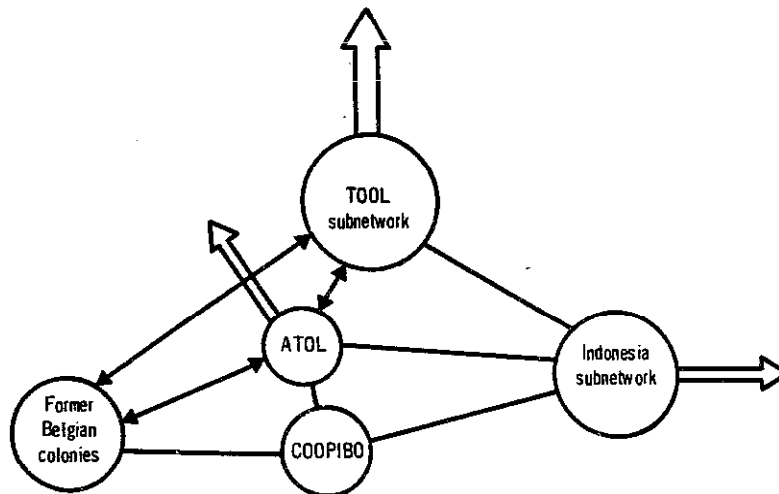 TOOL
subnetwork
ATOL
Indonesia
subnetwork
Former
Belgian
colonies
COOPIBO